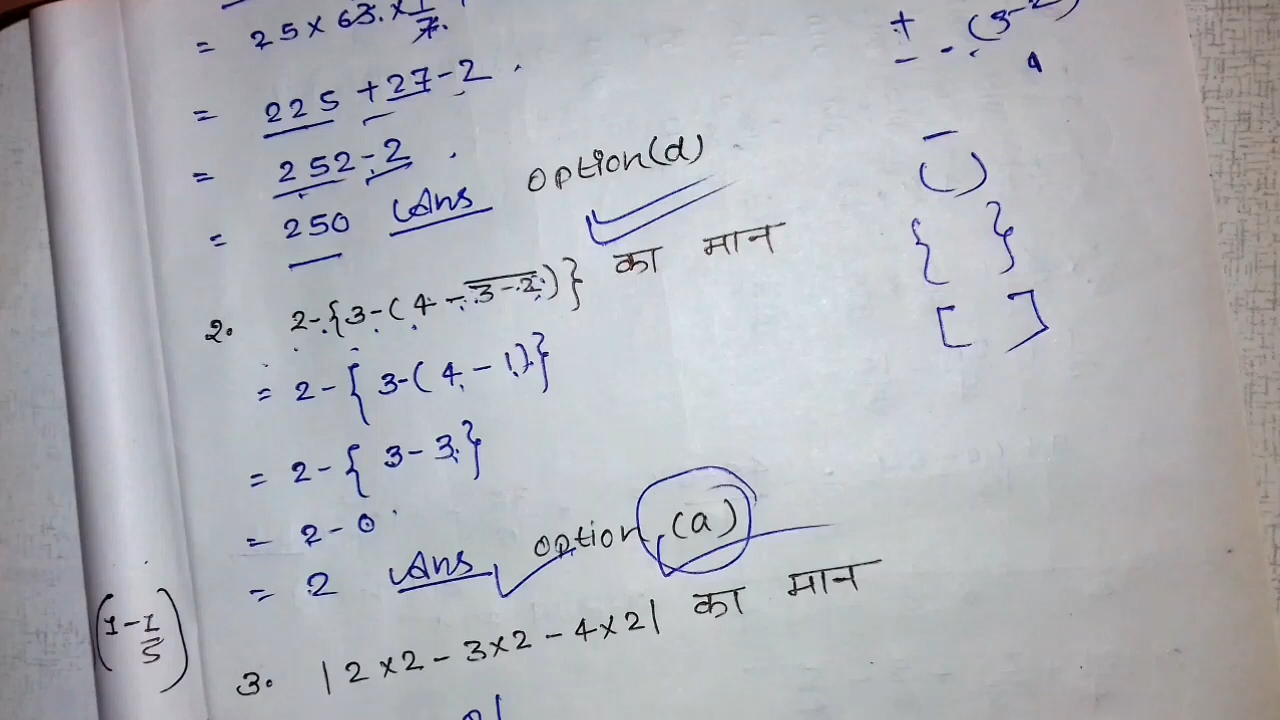 = 25 × 63 × 1/7
= 225 + 27 - 2
= 252 - 2
= 250 Ans option(d)
2. 2-{3-(4-3-2)} का मान
= 2-{3-(4-1)}
= 2-{3-3}
= 2-0
= 2 Ans option (a)
3. |2×2-3×2-4×2| का मान
(1-1/5)
+
- -
( )
{ }
[ ]